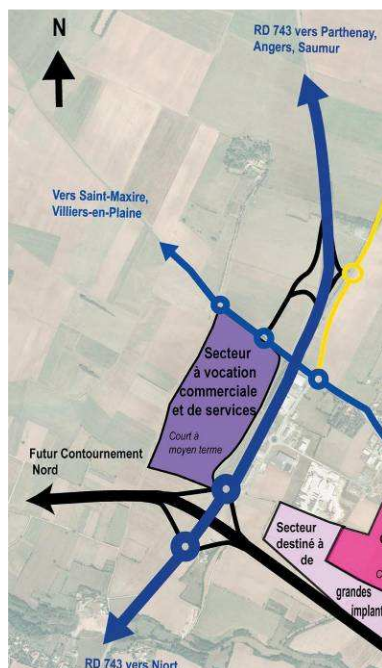 N
RD 743 vers Parthenay,
Angers, Saumur
Vers Saint-Maxire,
Villiers-en-Plaine
Secteur
à vocation
commerciale
et de services
Court à
moyen terme
Futur Contournement
Nord
Secteur
destiné à
de
grandes
implant
RD 743 vers Niort